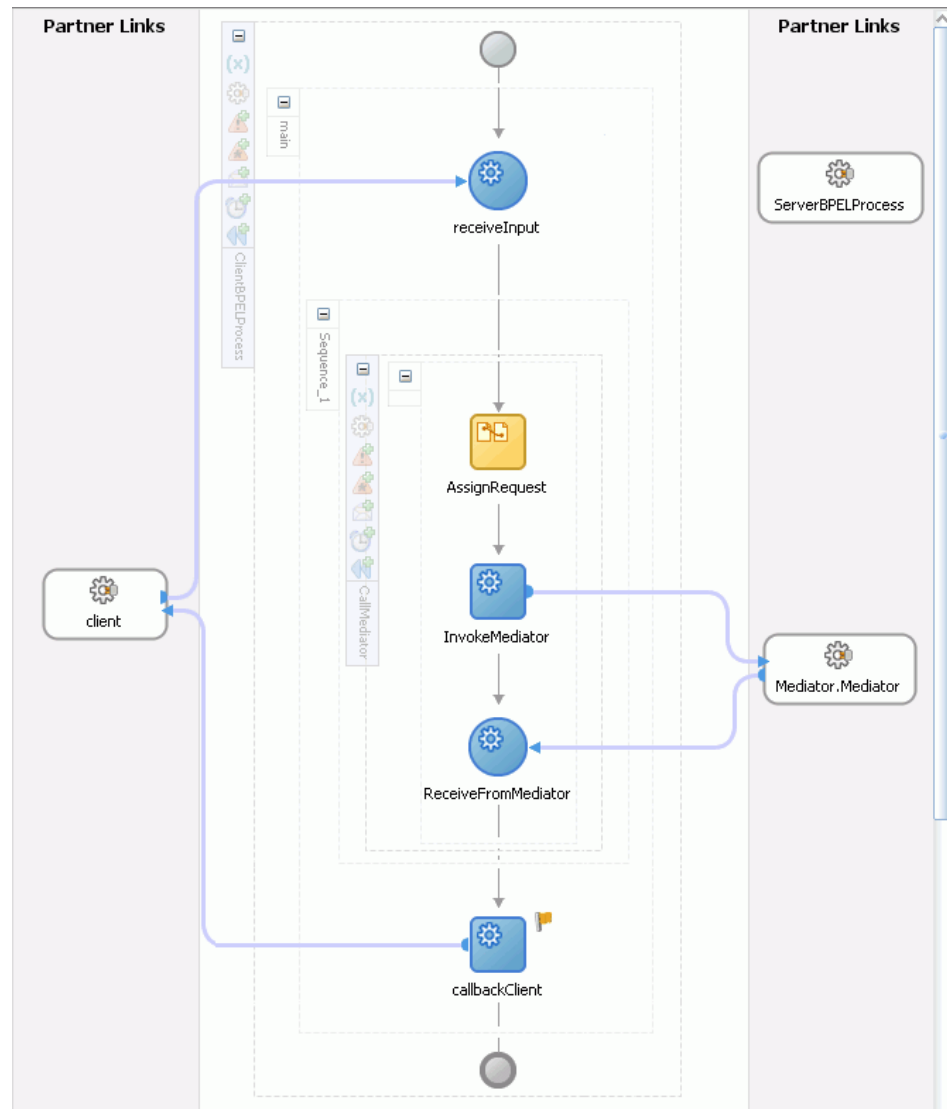 Partner Links
Partner Links
(x)
main
receiveInput
ServerBPELProcess
ClientBPELProcess
Sequence_1
(x)
AssignRequest
client
CallMediator
InvokeMediator
Mediator.Mediator
ReceiveFromMediator
callbackClient